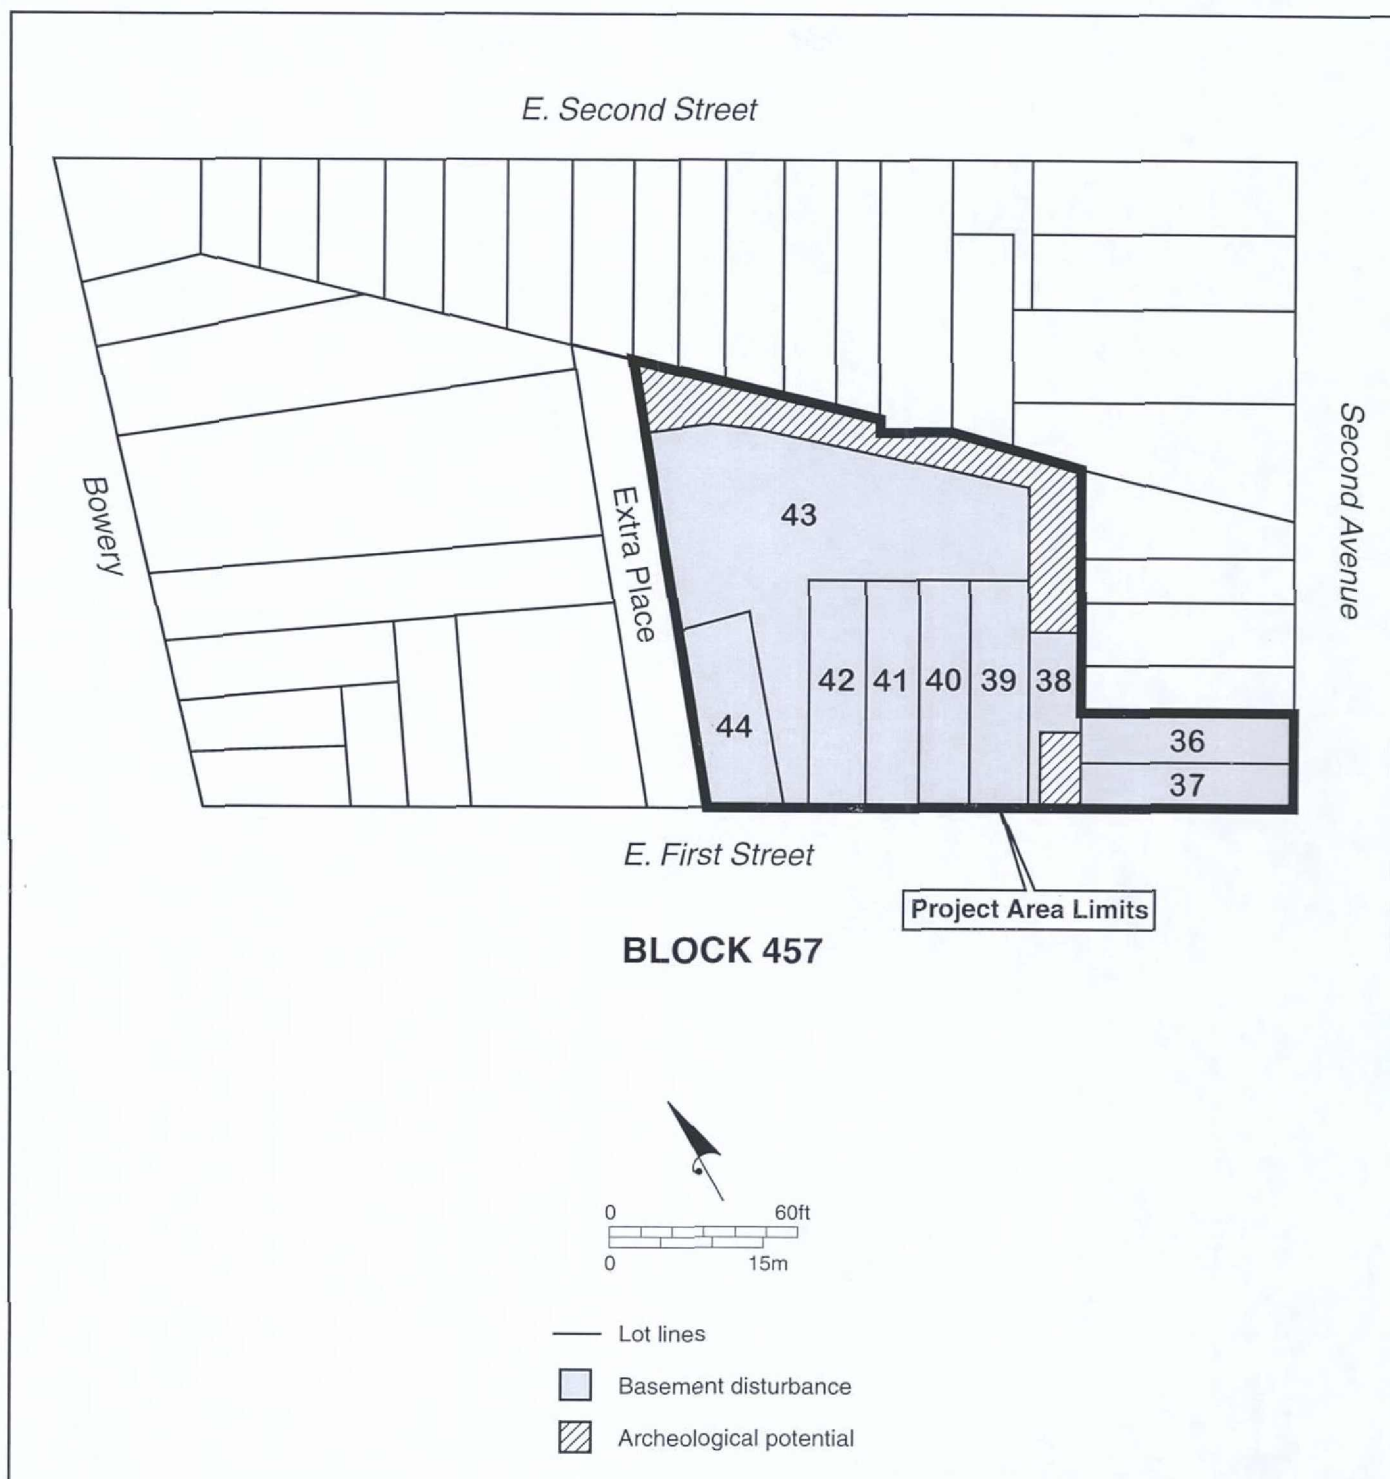 E. Second Street
Bowery
Extra Place
Second Avenue
43
42
41
40
39
38
44
36
37
E. First Street
Project Area Limits
BLOCK 457
0
60ft
0
15m
Lot lines
Basement disturbance
Archeological potential